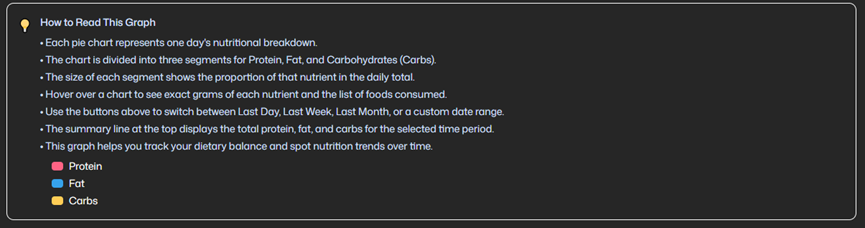 How to Read This Graph
• Each pie chart represents one day's nutritional breakdown.
• The chart is divided into three segments for Protein, Fat, and Carbohydrates (Carbs).
• The size of each segment shows the proportion of that nutrient in the daily total.
• Hover over a chart to see exact grams of each nutrient and the list of foods consumed.
• Use the buttons above to switch between Last Day, Last Week, Last Month, or a custom date range.
• The summary line at the top displays the total protein, fat, and carbs for the selected time period.
• This graph helps you track your dietary balance and spot nutrition trends over time.
Protein
Fat
Carbs